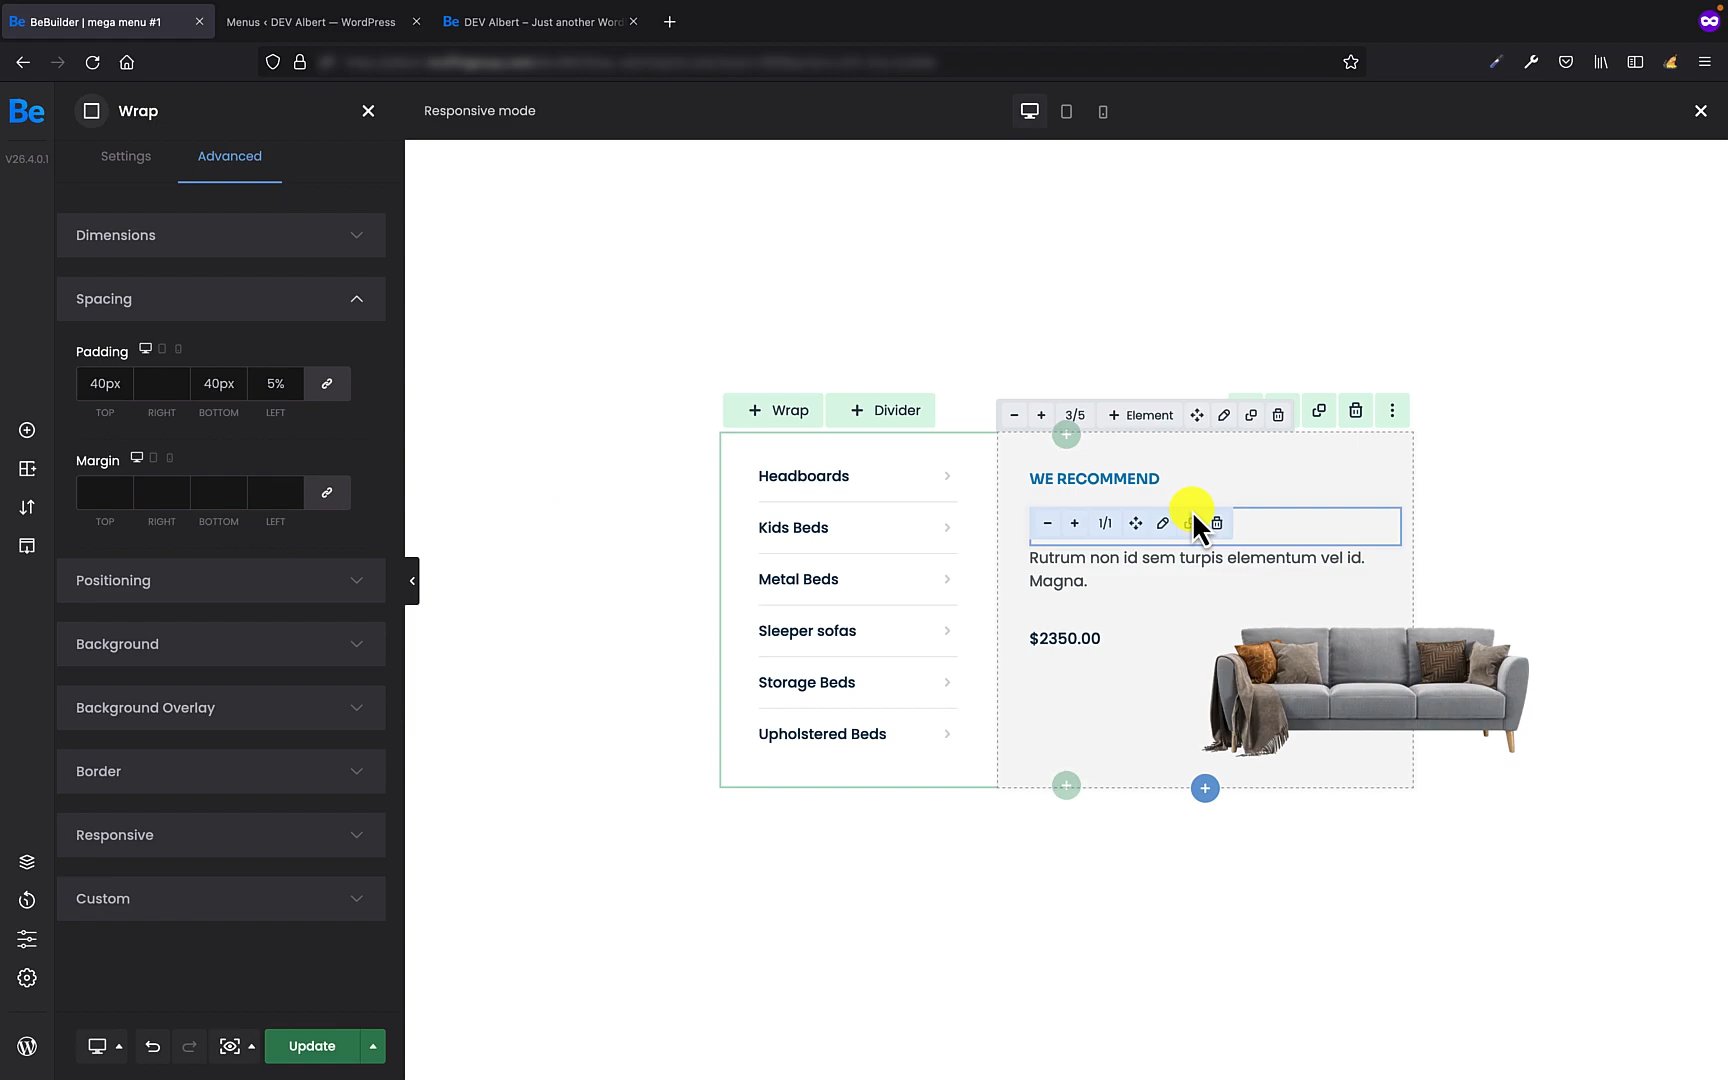 Be BeBuilder | mega menu #1
Menus ‹ DEV Albert — WordPress
Be DEV Albert – Just another Word
Be
V26.4.0.1
Wrap
Responsive mode
Settings
Advanced
Dimensions
Spacing
Padding
40px
40px
5%
TOP
RIGHT
BOTTOM
LEFT
Margin
TOP
RIGHT
BOTTOM
LEFT
Positioning
Background
Background Overlay
Border
Responsive
Custom
Update
+ Wrap
+ Divider
3/5
+ Element
Headboards
Kids Beds
Metal Beds
Sleeper sofas
Storage Beds
Upholstered Beds
WE RECOMMEND
1/1
Rutrum non id sem turpis elementum vel id.
Magna.
$2350.00